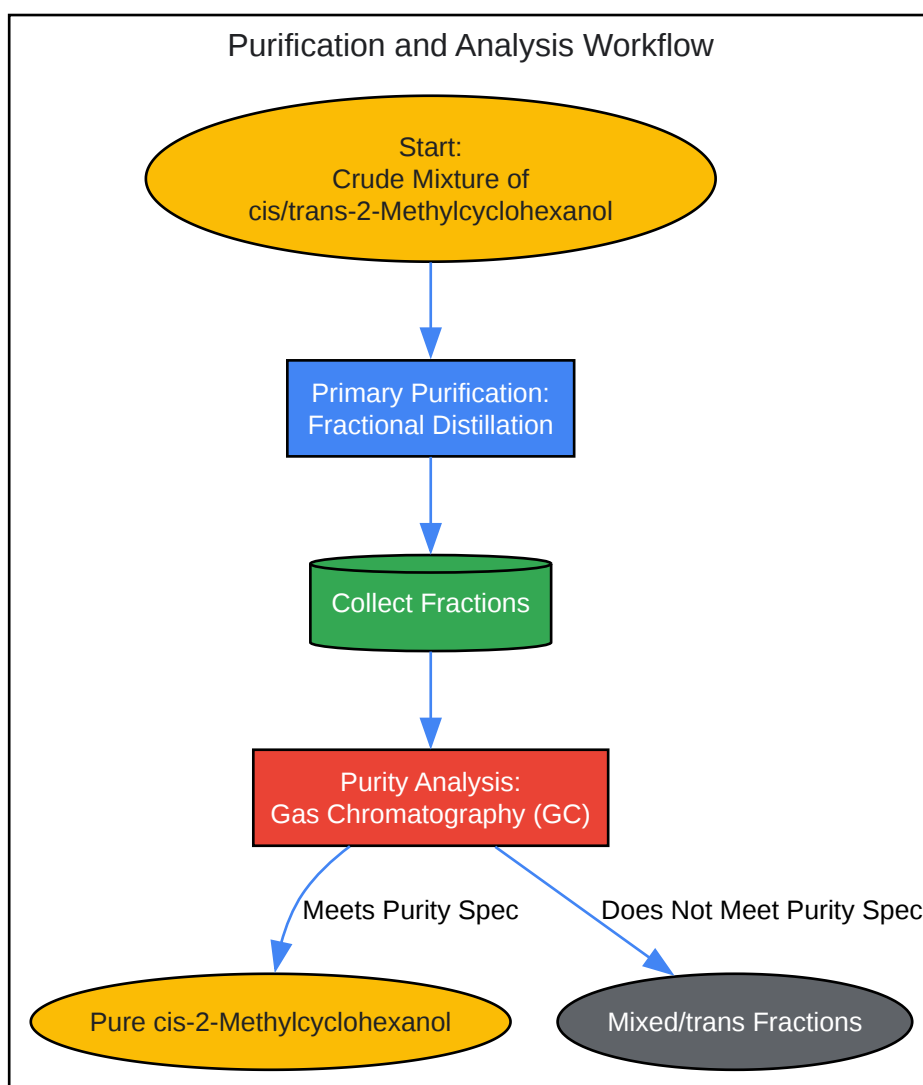 Purification and Analysis Workflow
Start:
Crude Mixture of
cis/trans-2-Methylcyclohexanol
Primary Purification:
Fractional Distillation
Collect Fractions
Purity Analysis:
Gas Chromatography (GC)
Meets Purity Spec
Does Not Meet Purity Spec
Pure cis-2-Methylcyclohexanol
Mixed/trans Fractions